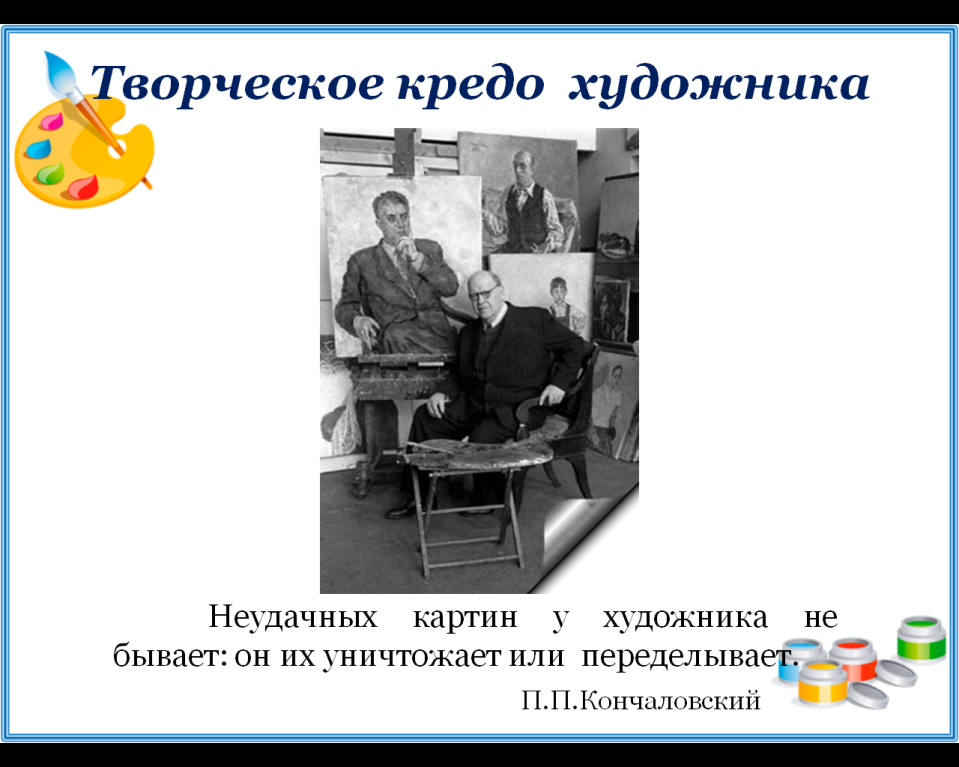 Творческое кредо художника
Неудачных картин у художника не
бывает: он их уничтожает или переделывает.
П.П.Кончаловский